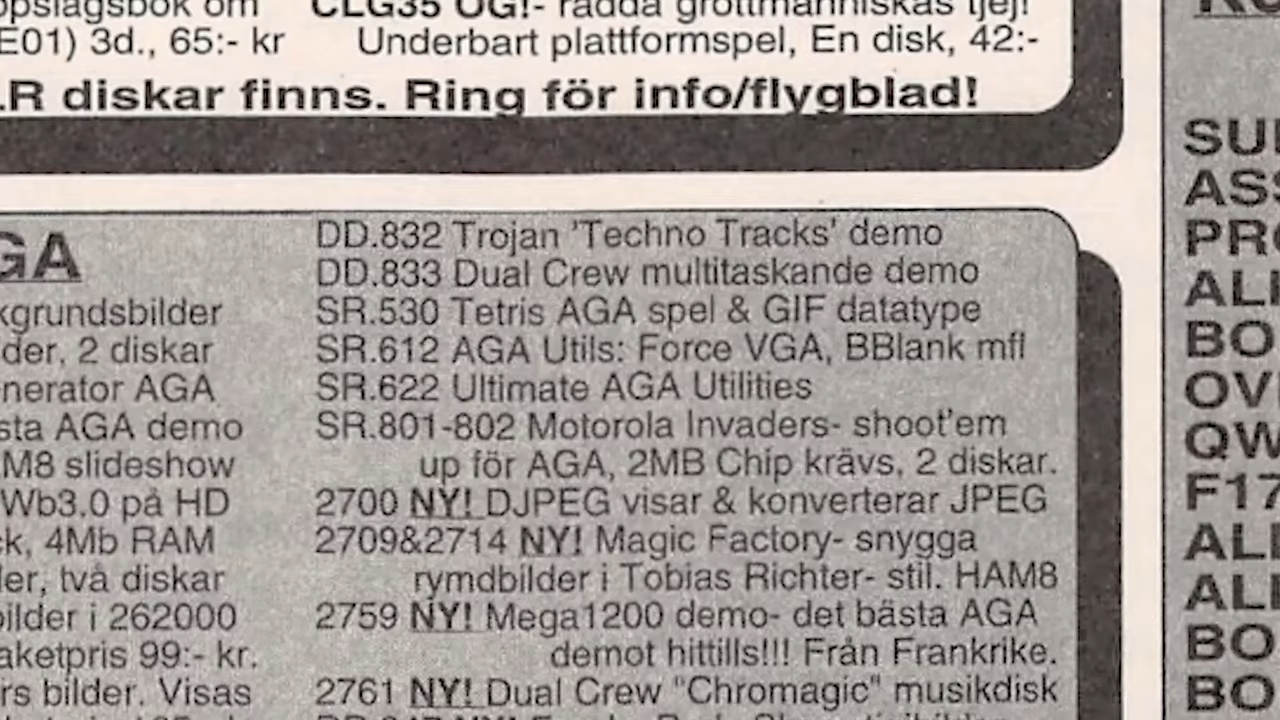 CLG35 UG!- rädda grottmänniskas tjej!
E01) 3d., 65:- kr
Underbart plattformspel, En disk, 42:-
diskar finns. Ring för info/flygblad!
GA
kgrundsbilder
der, 2 diskar
nerator AGA
sta AGA demo
M8 slideshow
Wb3.0 på HD
ck, 4Mb RAM
ler, två diskar
bilder i 262000
aketpris 99:- kr.
rs bilder. Visas
DD.832 Trojan 'Techno Tracks' demo
DD.833 Dual Crew multitaskande demo
SR.530 Tetris AGA spel & GIF datatype
SR.612 AGA Utils: Force VGA, BBlank mfl
SR.622 Ultimate AGA Utilities
SR.801-802 Motorola Invaders- shoot'em
up för AGA, 2MB Chip krävs, 2 diskar.
2700 NY! DJPEG visar & konverterar JPEG
2709&2714 NY! Magic Factory- snygga
rymdbilder i Tobias Richter- stil. HAM8
2759 NY! Mega1200 demo- det bästa AGA
demot hittills!!! Från Frankrike.
2761 NY! Dual Crew "Chromagic" musikdisk
ASS
BO
OV
QW
F17
BO
BO